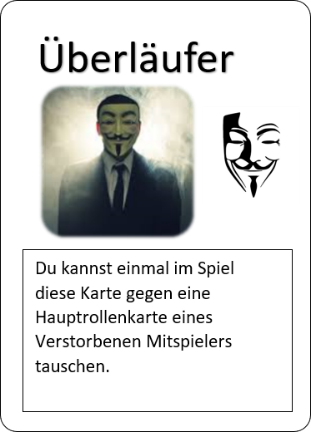 Überläufer
Du kannst einmal im Spiel
diese Karte gegen eine
Hauptrollenkarte eines
Verstorbenen Mitspielers
tauschen.